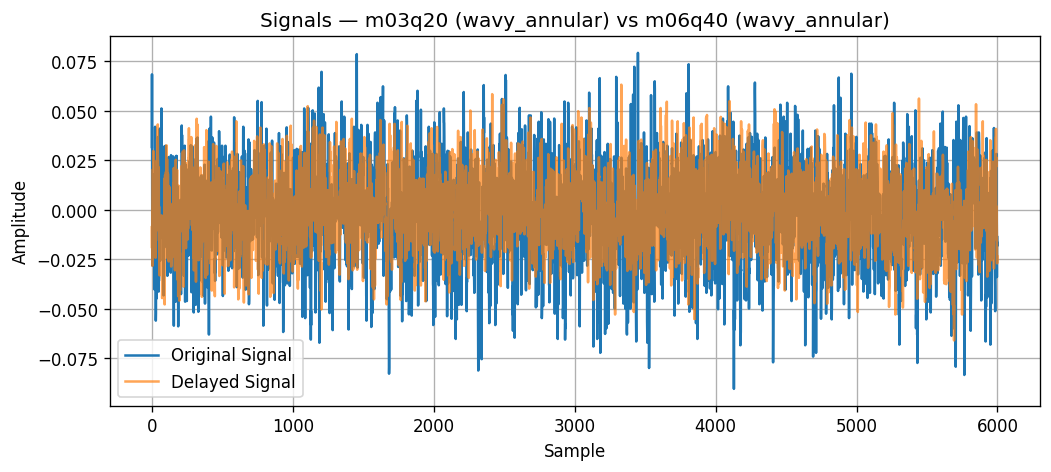 Signals — m03q20 (wavy_annular) vs m06q40 (wavy_annular)
0.075
0.050
0.025
0.000
−0.025
−0.050
−0.075
Amplitude
Original Signal
Delayed Signal
0 1000 2000 3000 4000 5000 6000
Sample